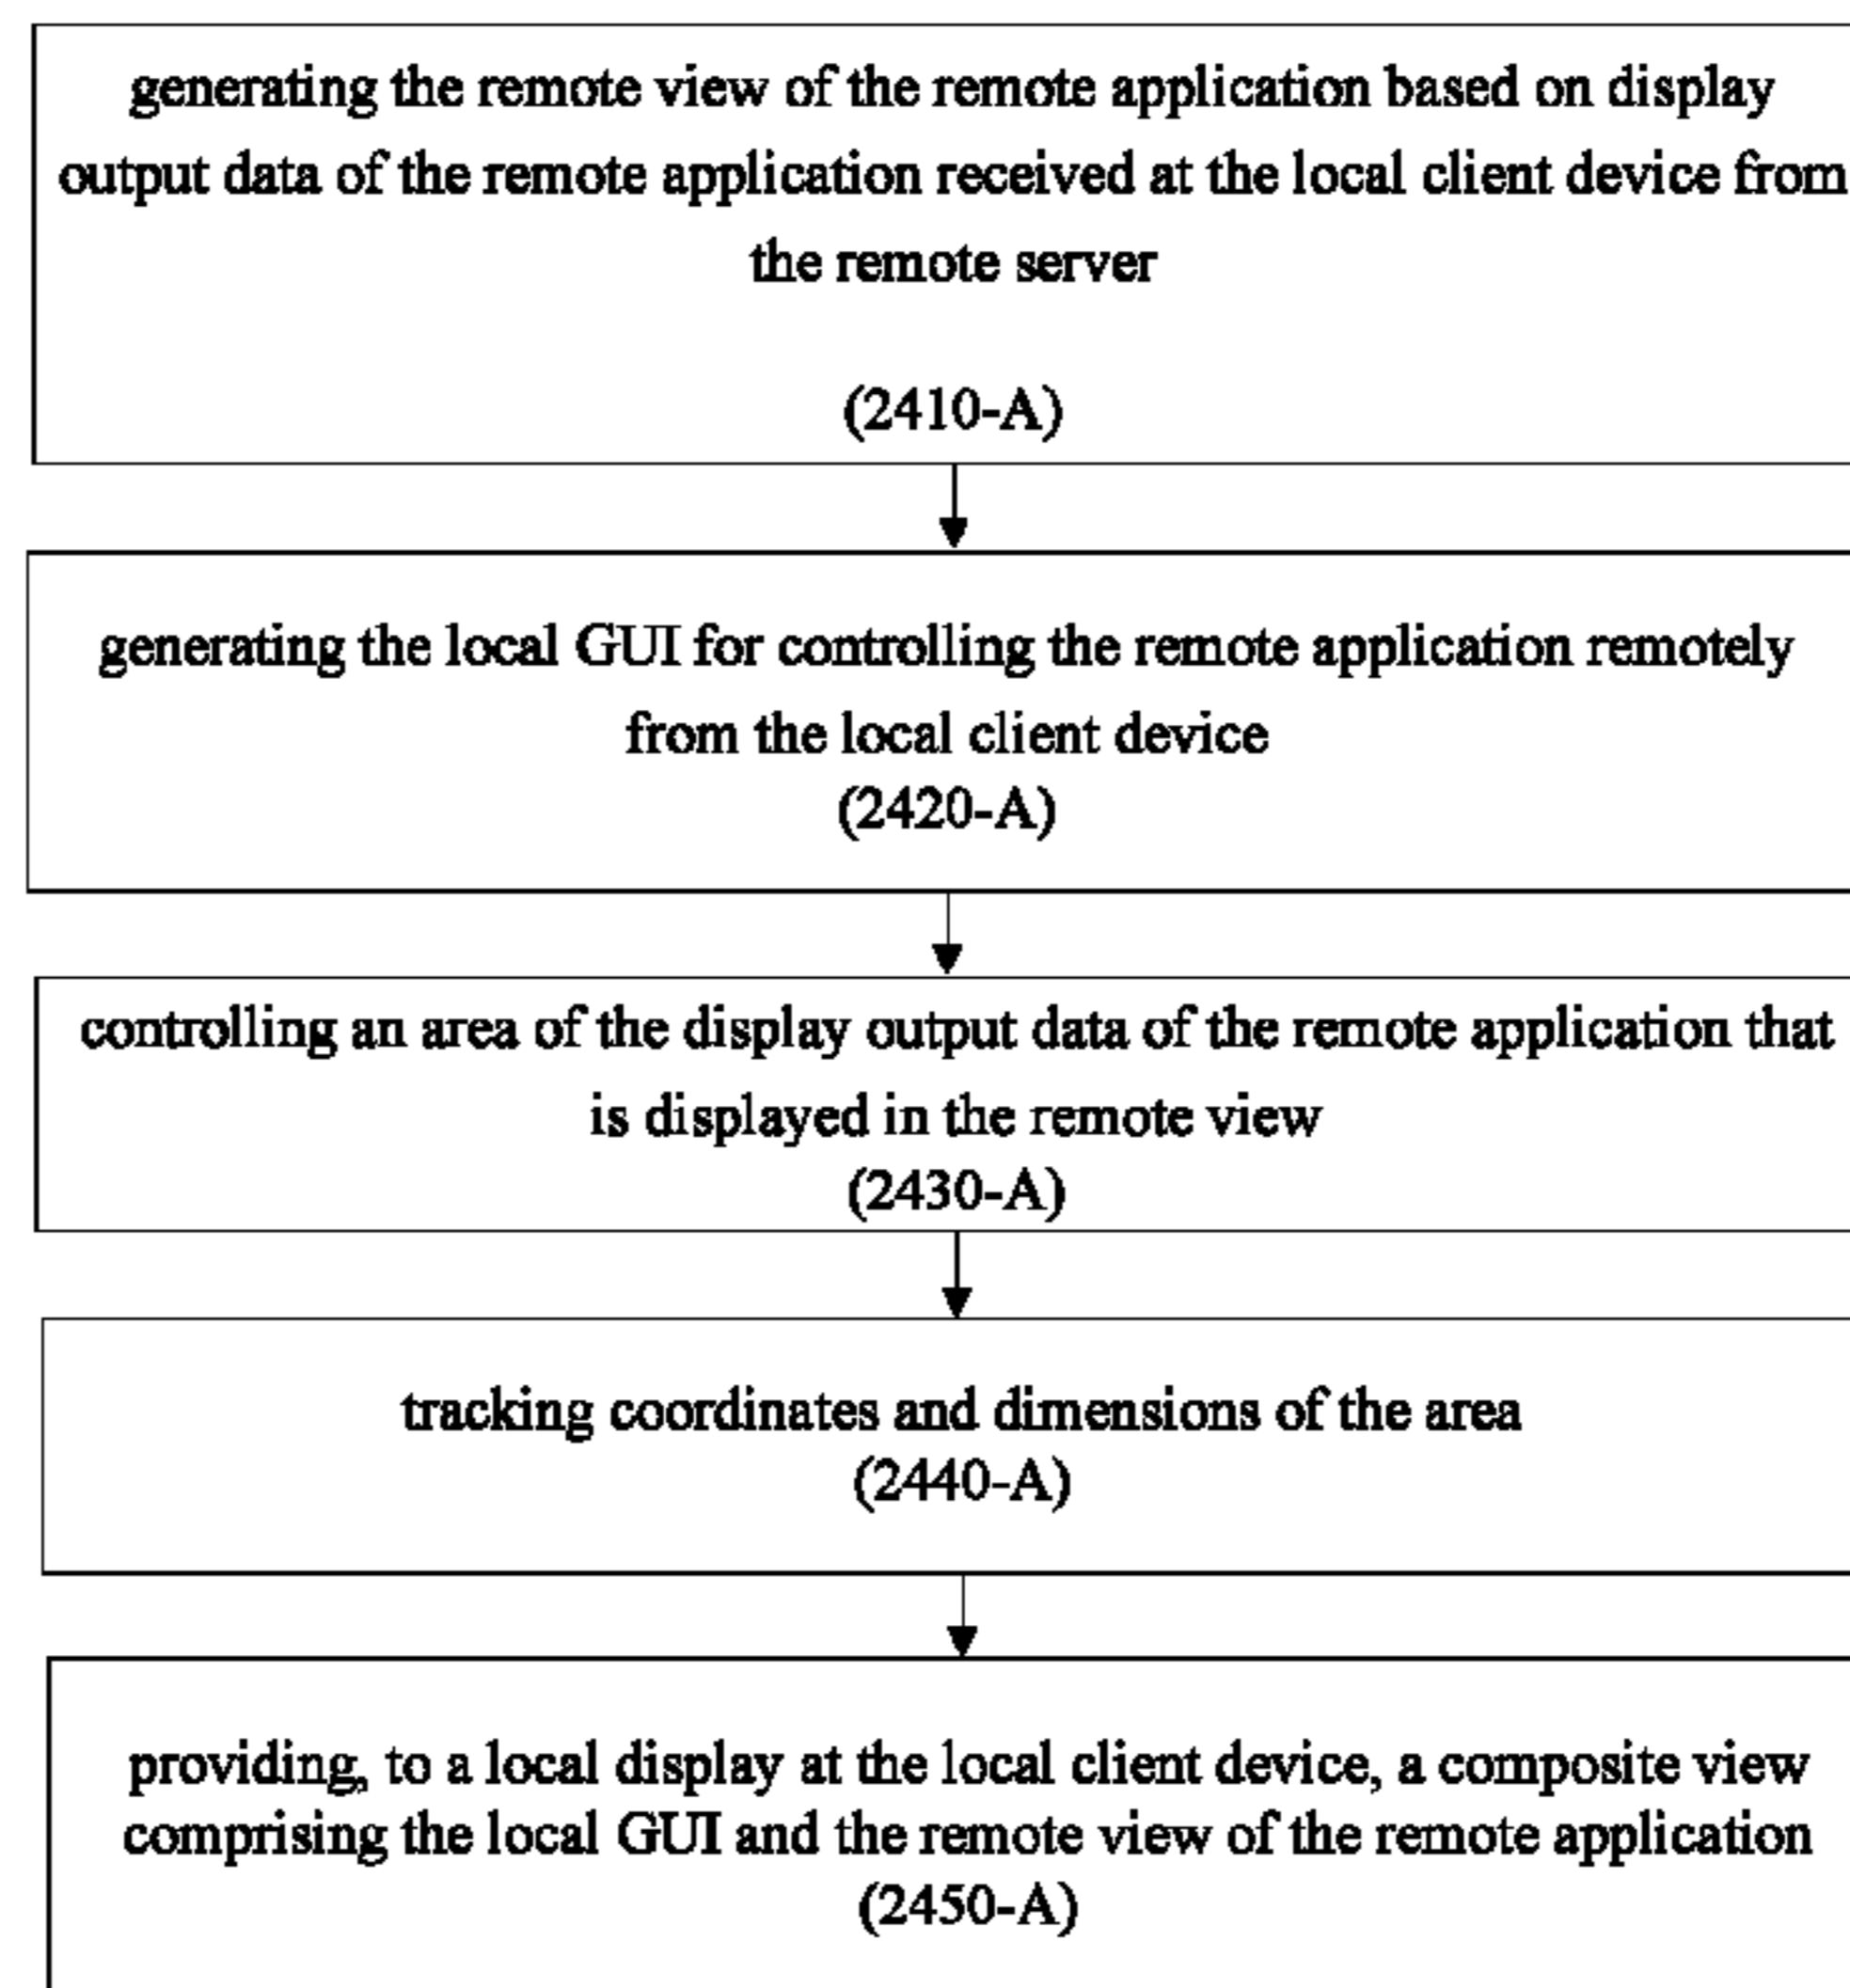 generating the remote view of the remote application based on display
output data of the remote application received at the local client device from
the remote server
(2410-A)
generating the local GUI for controlling the remote application remotely
from the local client device
(2420-A)
controlling an area of the display output data of the remote application that
is displayed in the remote view
(2430-A)
tracking coordinates and dimensions of the area
(2440-A)
providing, to a local display at the local client device, a composite view
comprising the local GUI and the remote view of the remote application
(2450-A)